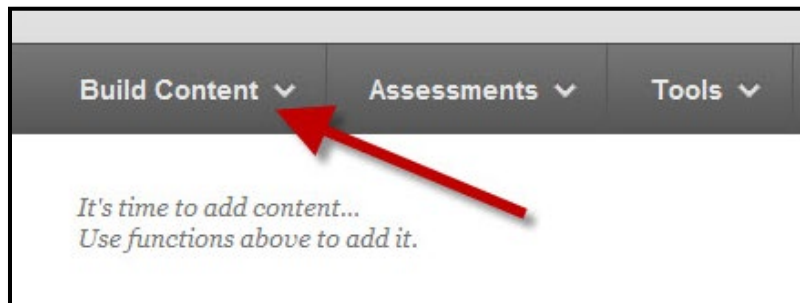 Build Content Assessments Tools
It's time to add content...
Use functions above to add it.